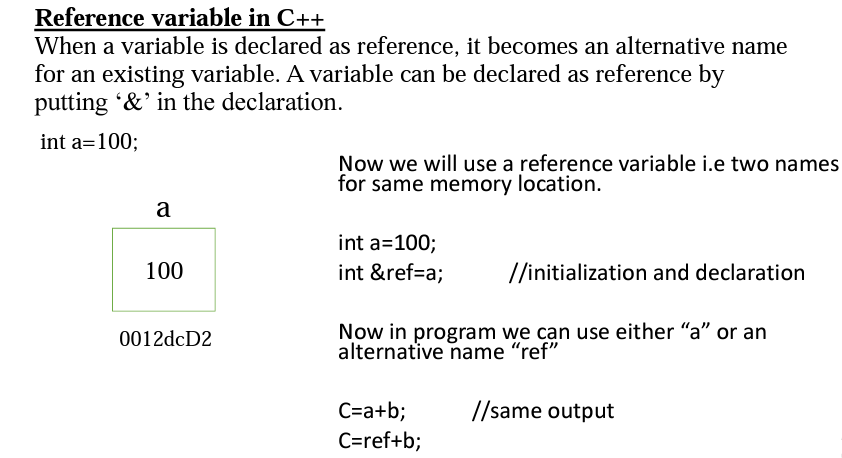 Reference variable in C++
When a variable is declared as reference, it becomes an alternative name
for an existing variable. A variable can be declared as reference by
putting ‘&’ in the declaration.
int a=100;
a
100
0012dcD2
Now we will use a reference variable i.e two names
for same memory location.
int a=100;
int &ref=a; //initialization and declaration
Now in program we can use either “a” or an
alternative name “ref”
C=a+b; //same output
C=ref+b;